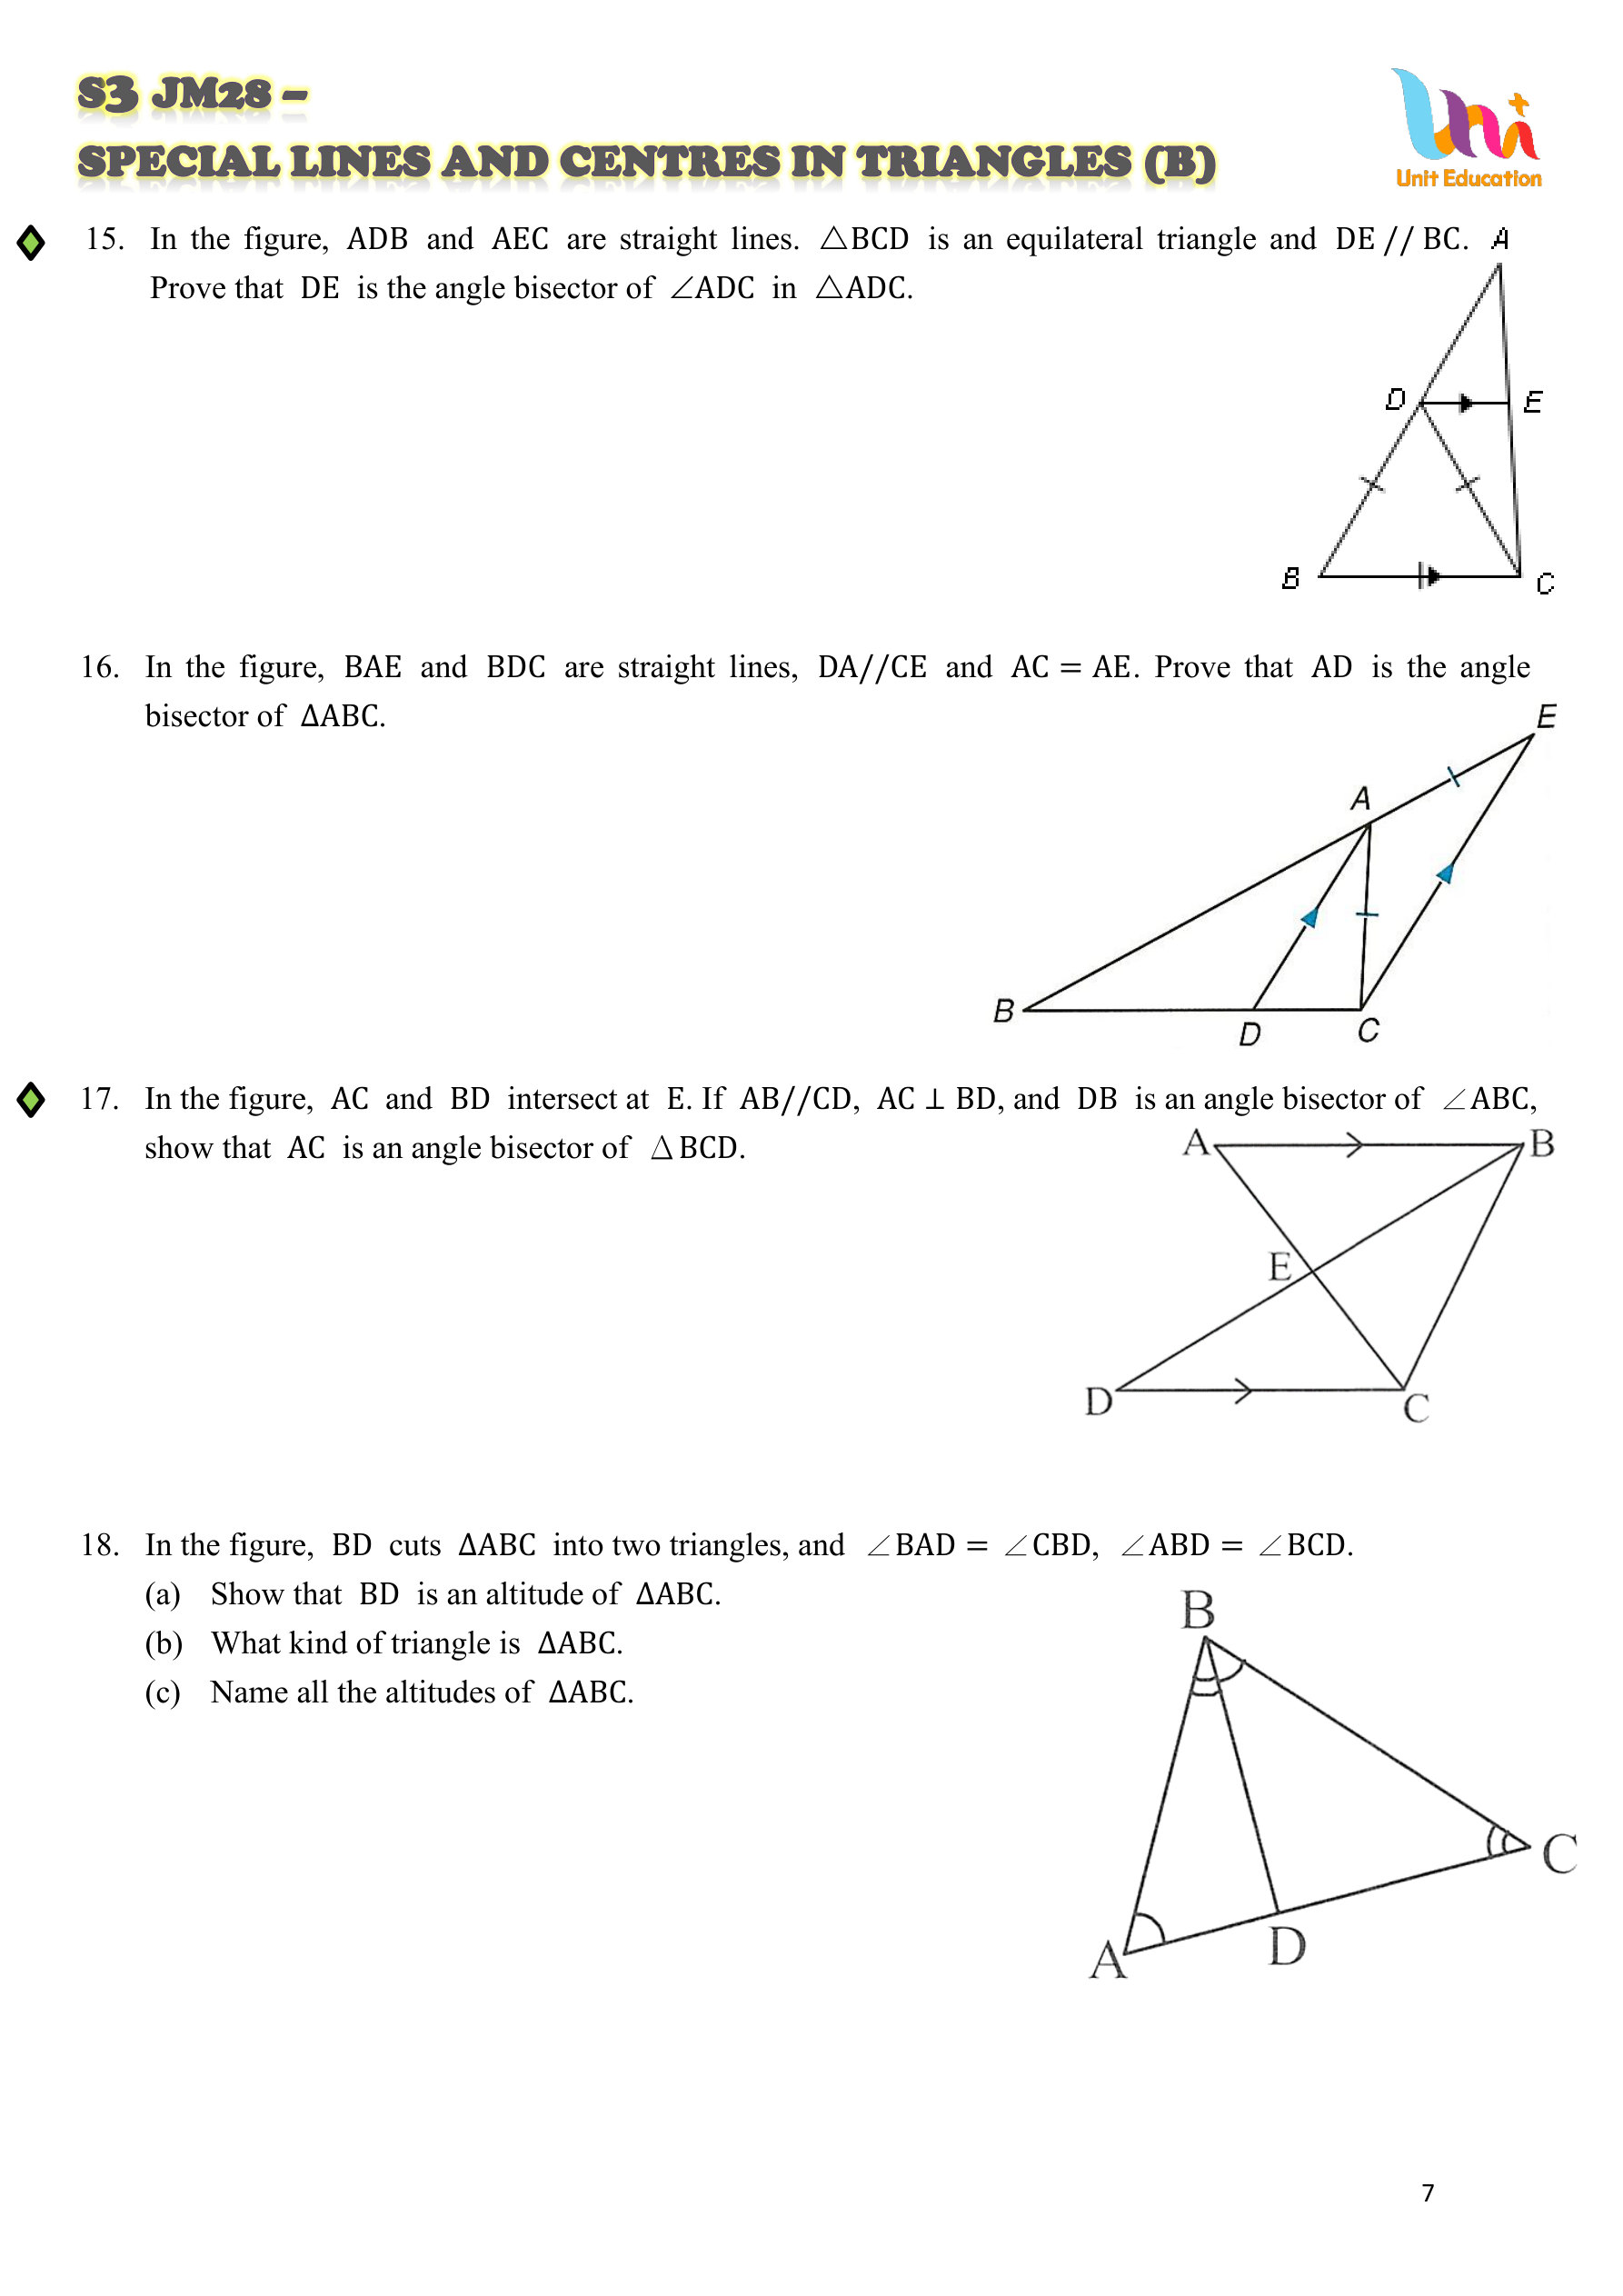 S3 JM28 –
SPECIAL LINES AND CENTRES IN TRIANGLES (B)
Unit Education
15. In the figure, ADB and AEC are straight lines. △BCD is an equilateral triangle and DE // BC.
Prove that DE is the angle bisector of ∠ADC in △ADC.
A
D
E
B
C
16. In the figure, BAE and BDC are straight lines, DA//CE and AC = AE. Prove that AD is the angle
bisector of ΔABC.
E
A
B
D
C
17. In the figure, AC and BD intersect at E. If AB//CD, AC ⊥ BD, and DB is an angle bisector of ∠ABC,
show that AC is an angle bisector of Δ BCD.
A
B
E
D
C
18. In the figure, BD cuts ΔABC into two triangles, and ∠BAD = ∠CBD, ∠ABD = ∠BCD.
(a) Show that BD is an altitude of ΔABC.
(b) What kind of triangle is ΔABC.
(c) Name all the altitudes of ΔABC.
B
C
A
D
7